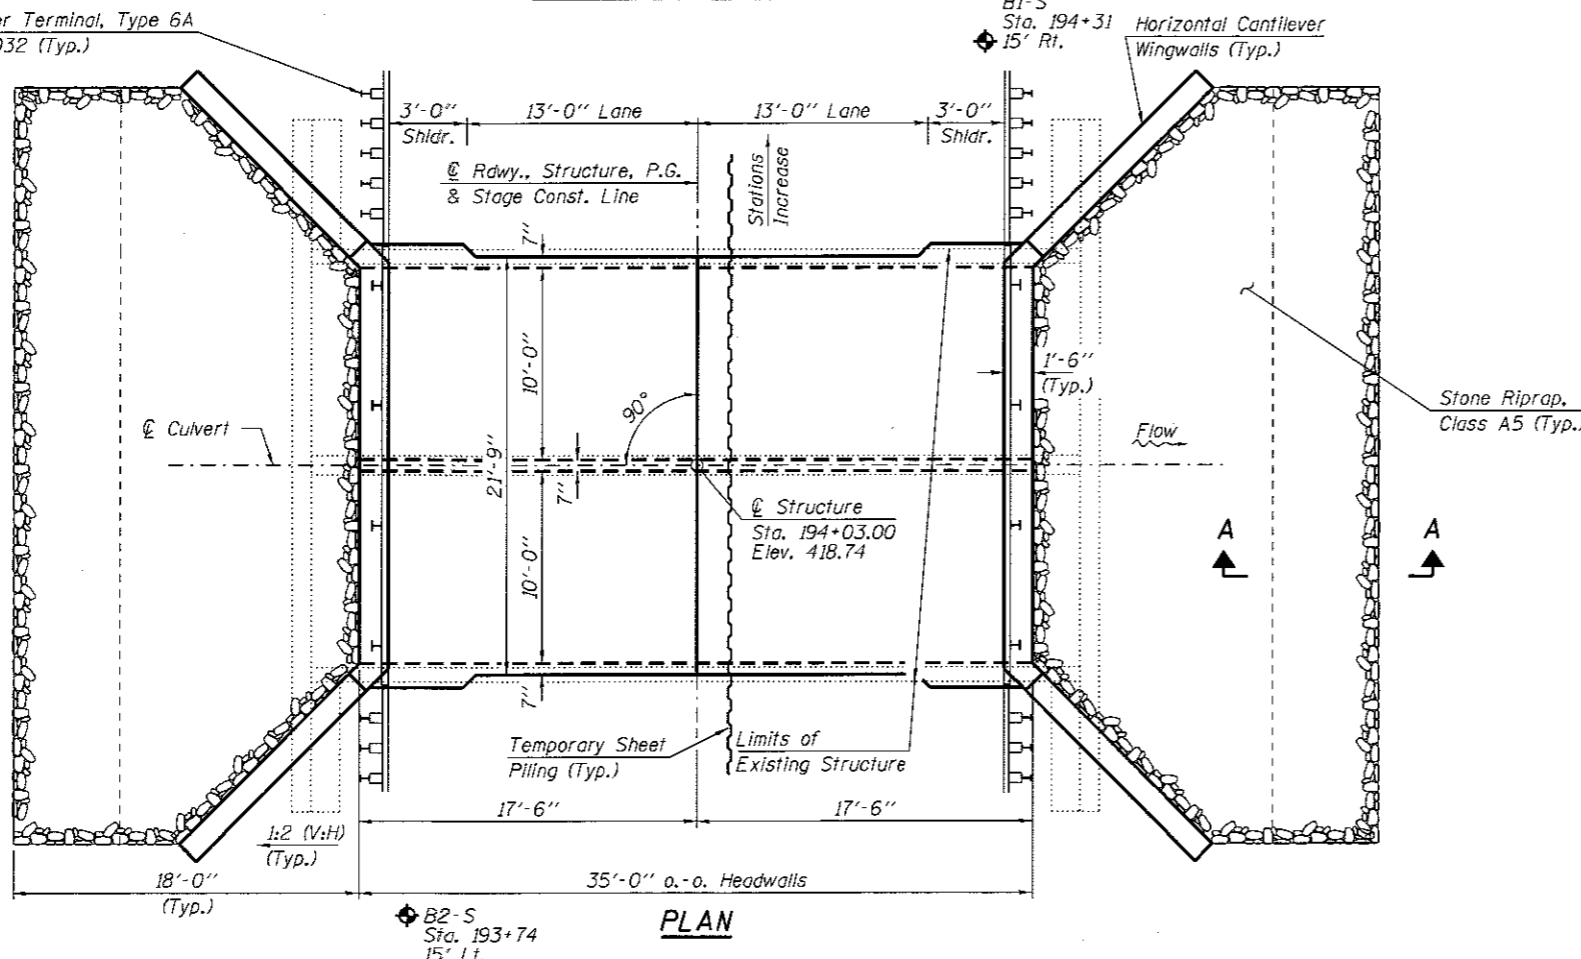 Terminal, Type 6A
(Typ.)
B1-S
Sta. 194+31
15' Rt.
Horizontal Cantilever
Wingwalls (Typ.)
3'-0"
Shldr.
13'-0" Lane
13'-0" Lane
3'-0"
Shldr.
℄ Rdwy., Structure, P.G.
& Stage Const. Line
Stations
Increase
7"
10'-0"
90°
1'-6"
(Typ.)
Stone Riprap,
Class A5 (Typ.)
℄ Culvert
Flow
21'-9"
7"
℄ Structure
Sta. 194+03.00
Elev. 418.74
A
A
10'-0"
7"
Temporary Sheet
Piling (Typ.)
Limits of
Existing Structure
17'-6"
17'-6"
1:2 (V:H)
(Typ.)
18'-0"
(Typ.)
35'-0" o.-o. Headwalls
B2-S
Sta. 193+74
15' Lt.
PLAN